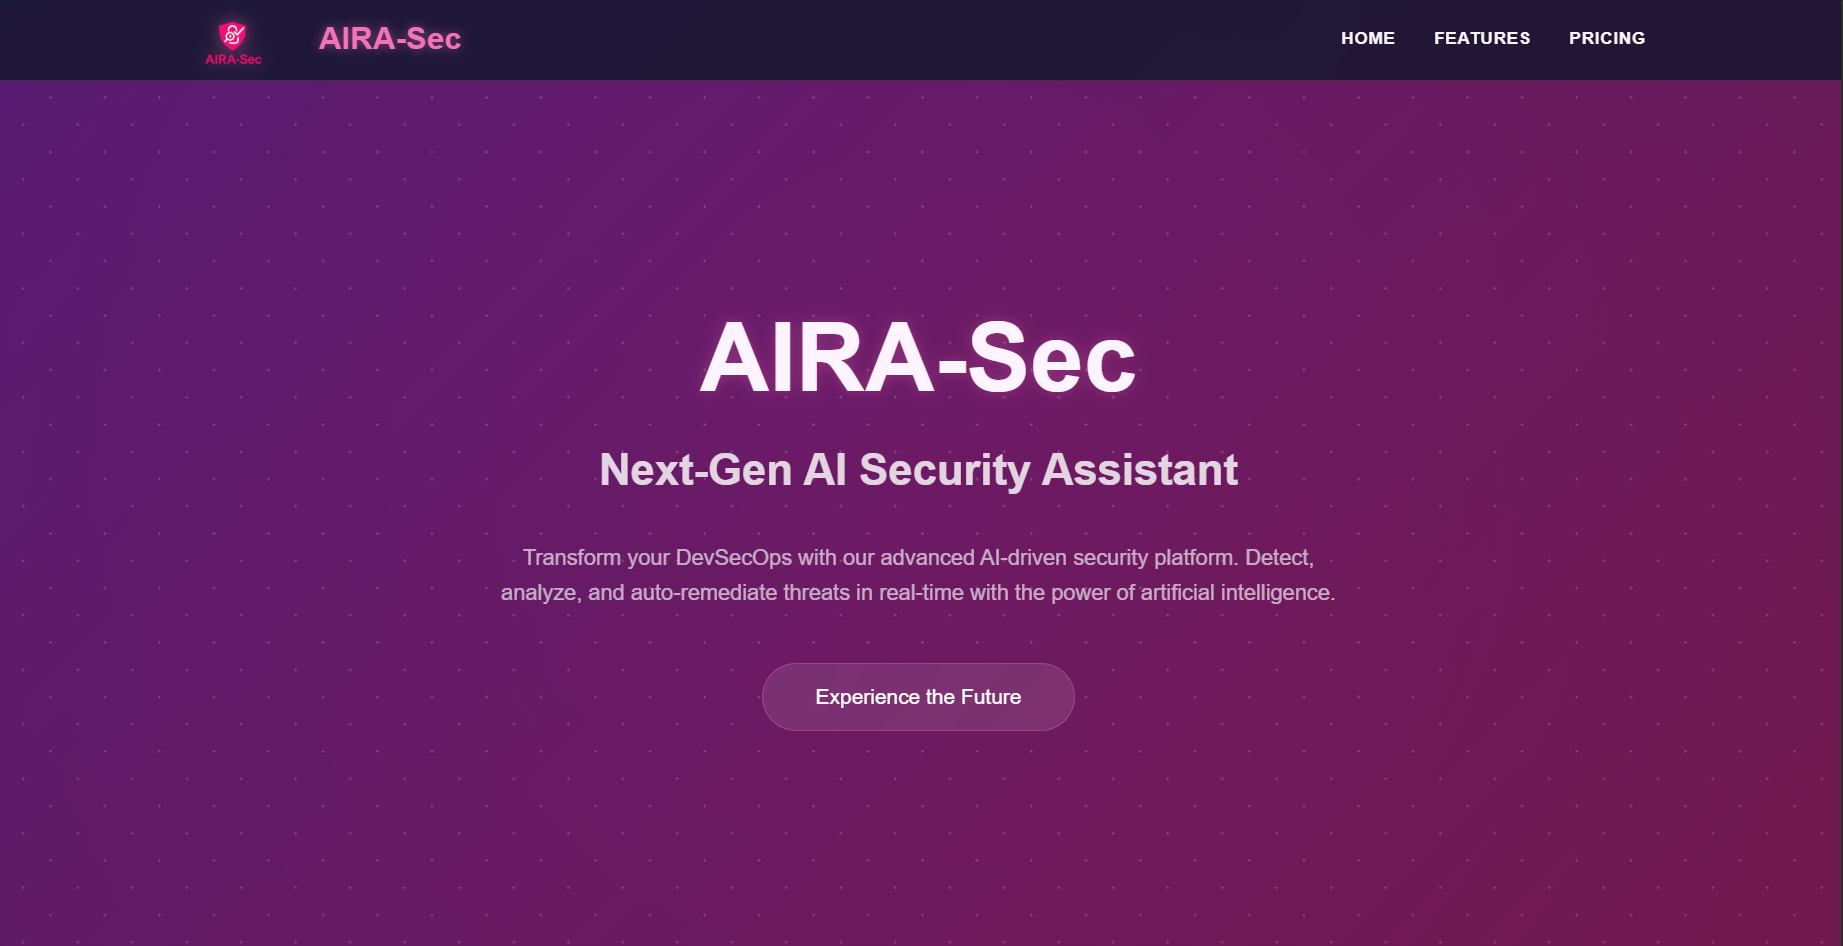 AIRA-Sec
AIRA-Sec
HOME
FEATURES
PRICING
AIRA-Sec
Next-Gen AI Security Assistant
Transform your DevSecOps with our advanced AI-driven security platform. Detect,
analyze, and auto-remediate threats in real-time with the power of artificial intelligence.
Experience the Future